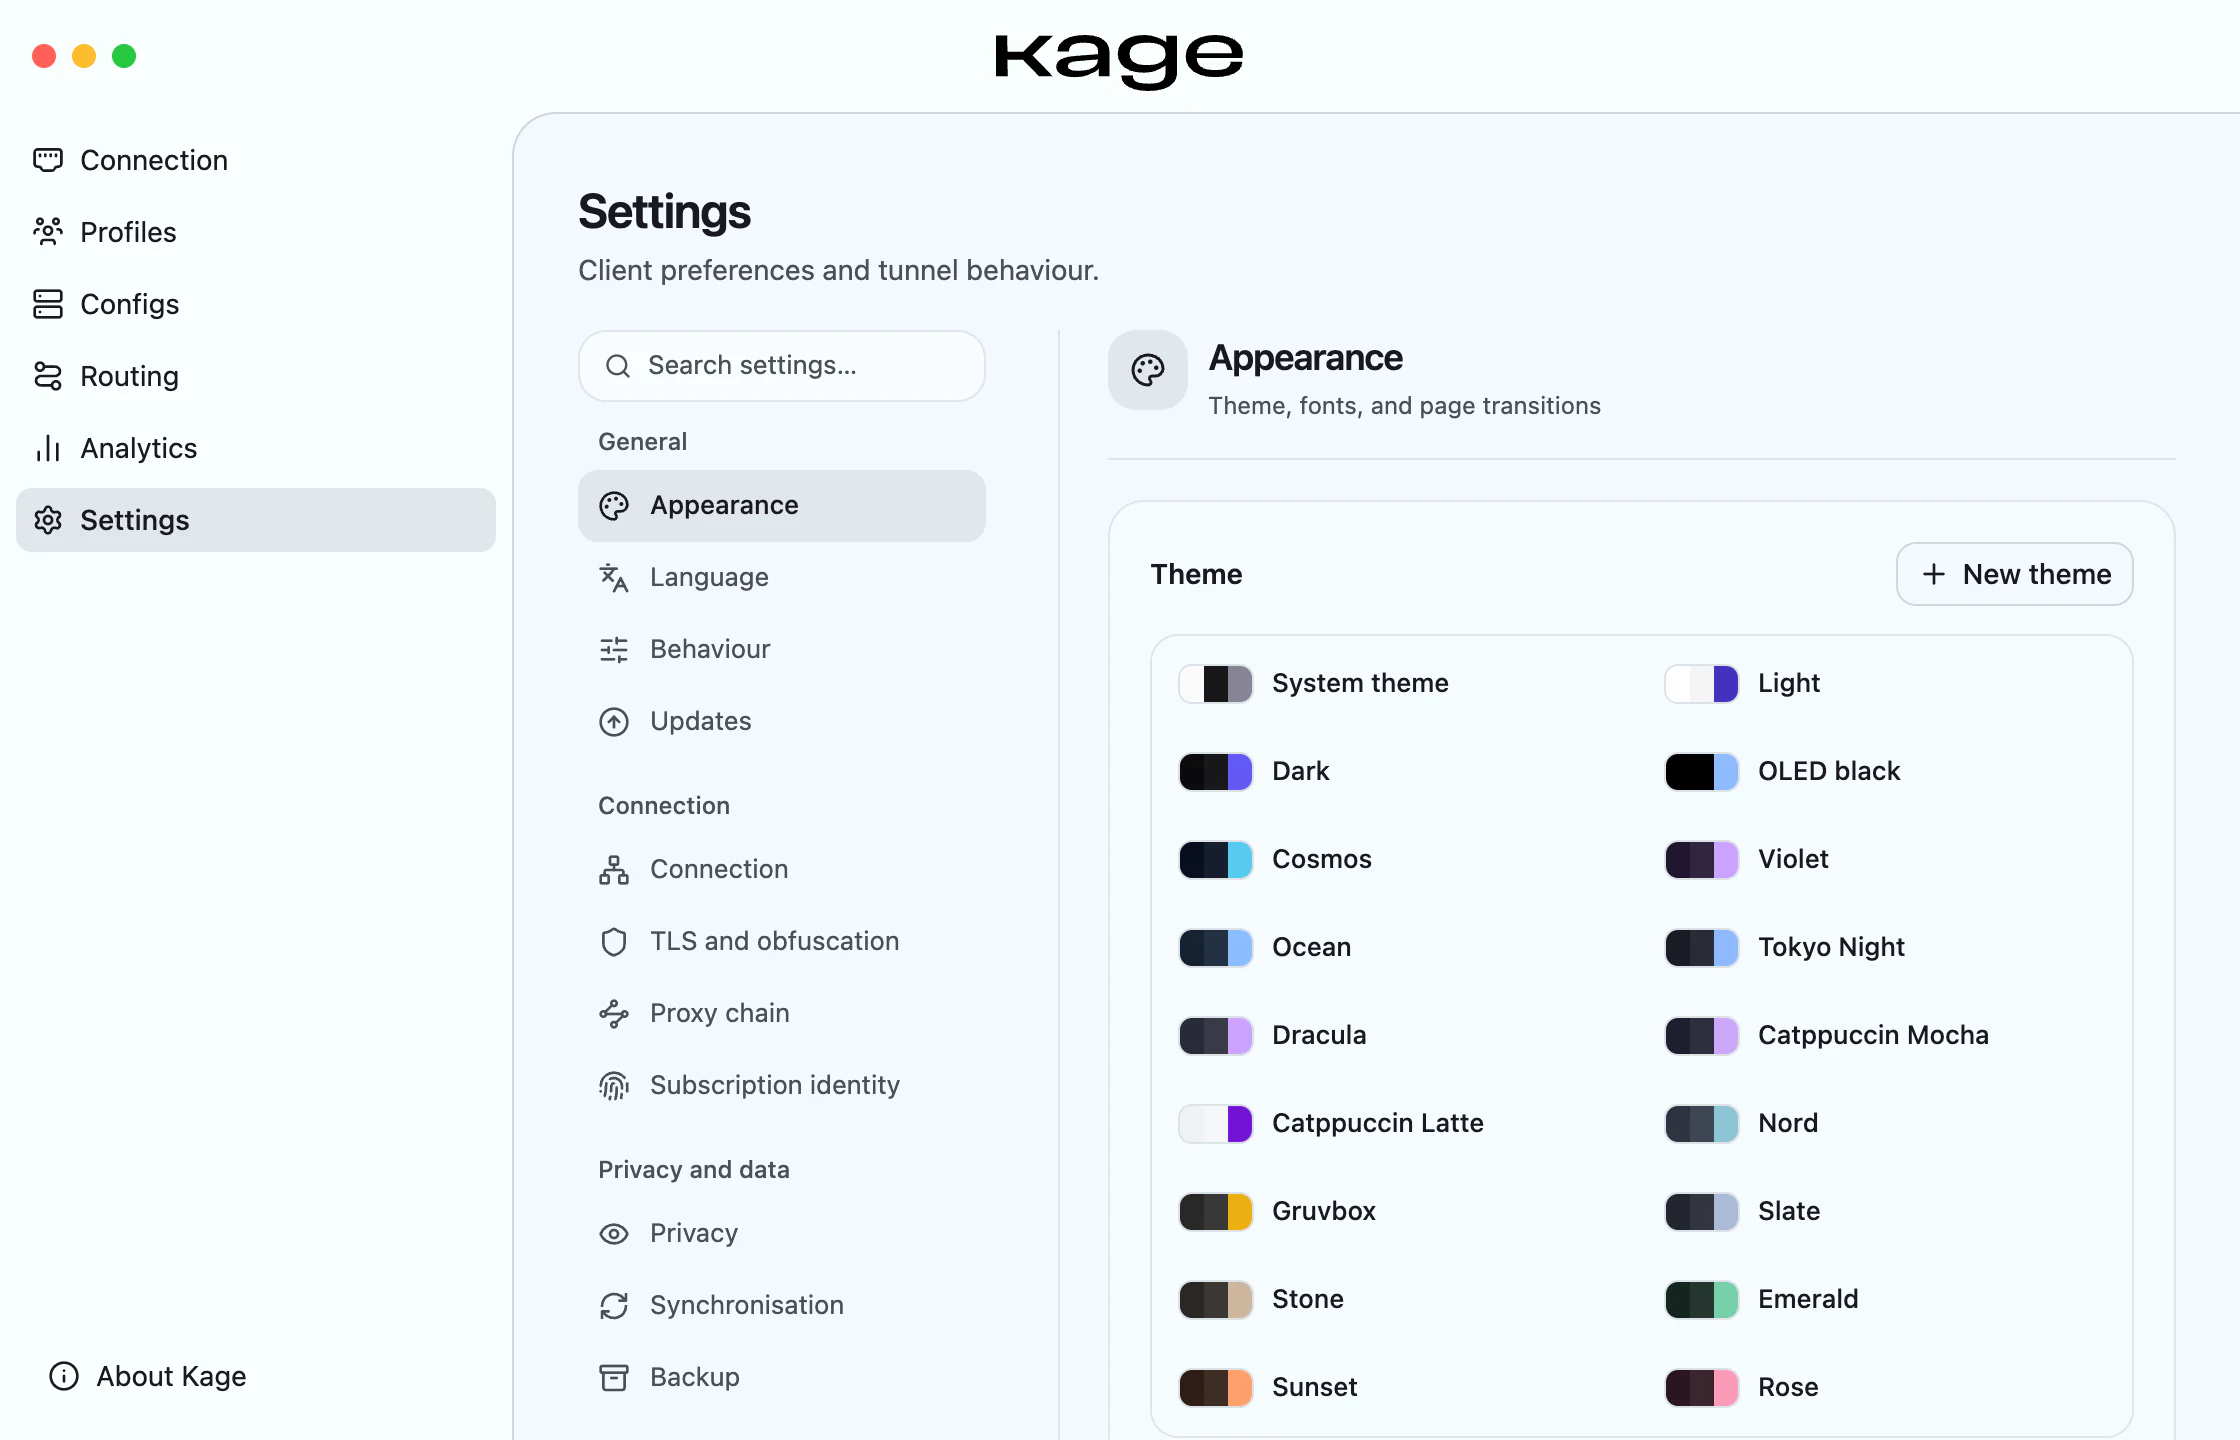 Kage
Connection
Profiles
Configs
Routing
Analytics
Settings
About Kage
Settings
Client preferences and tunnel behaviour.
Search settings...
General
Appearance
Language
Behaviour
Updates
Connection
Connection
TLS and obfuscation
Proxy chain
Subscription identity
Privacy and data
Privacy
Synchronisation
Backup
Appearance
Theme, fonts, and page transitions
Theme
New theme
System theme
Light
Dark
OLED black
Cosmos
Violet
Ocean
Tokyo Night
Dracula
Catppuccin Mocha
Catppuccin Latte
Nord
Gruvbox
Slate
Stone
Emerald
Sunset
Rose